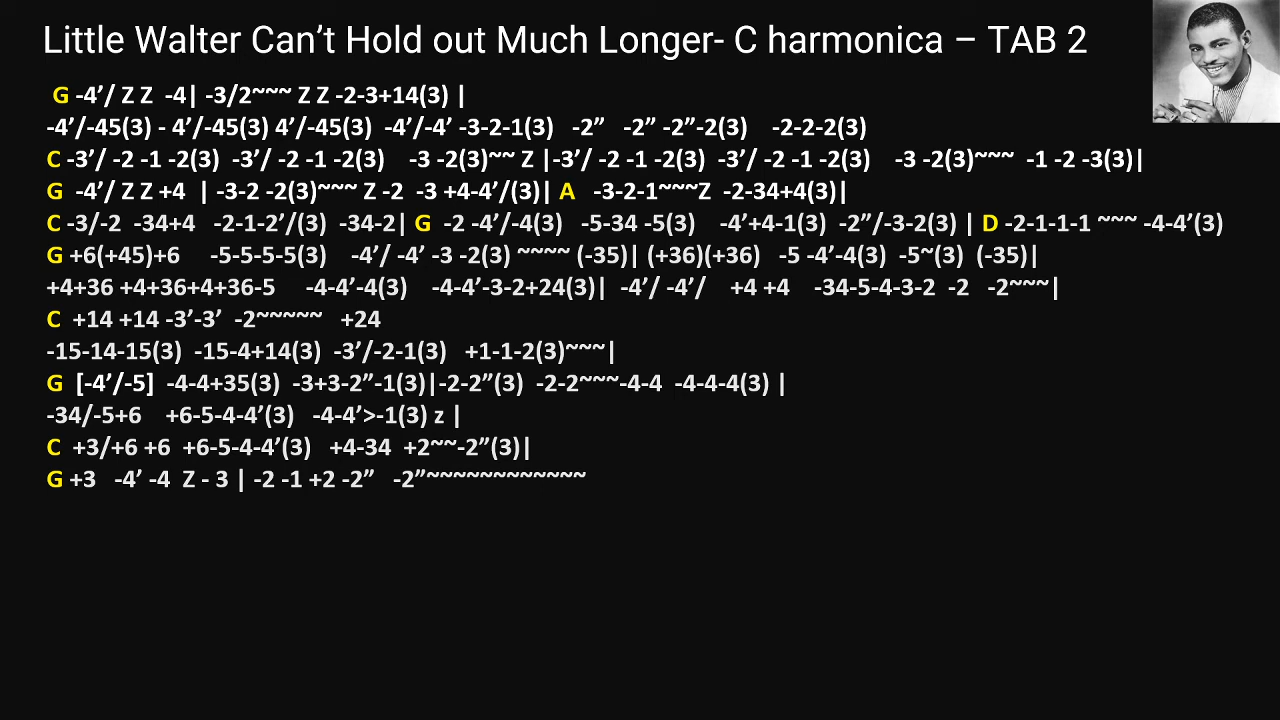 Little Walter Can’t Hold out Much Longer- C harmonica – TAB 2
G -4’/ Z Z -4| -3/2~~~ Z Z -2-3+14(3) |
-4’/-45(3) - 4’/-45(3) 4’/-45(3) -4’/-4’ -3-2-1(3) -2” -2” -2”-2(3) -2-2-2(3)
C -3’/ -2 -1 -2(3) -3’/ -2 -1 -2(3) -3 -2(3)~~ Z |-3’/ -2 -1 -2(3) -3’/ -2 -1 -2(3) -3 -2(3)~~~ -1 -2 -3(3)|
G -4’/ Z Z +4 | -3-2 -2(3)~~~ Z -2 -3 +4-4’/(3)| A -3-2-1~~~Z -2-34+4(3)|
C -3/-2 -34+4 -2-1-2’/(3) -34-2| G -2 -4’/-4(3) -5-34 -5(3) -4’+4-1(3) -2”/-3-2(3) | D -2-1-1-1 ~~~ -4-4’(3)
G +6(+45)+6 -5-5-5-5(3) -4’/ -4’ -3 -2(3) ~~~~ (-35)| (+36)(+36) -5 -4’-4(3) -5~(3) (-35)|
+4+36 +4+36+4+36-5 -4-4’-4(3) -4-4’-3-2+24(3)| -4’/ -4’/ +4 +4 -34-5-4-3-2 -2 -2~~~|
C +14 +14 -3’-3’ -2~~~~~ +24
-15-14-15(3) -15-4+14(3) -3’/-2-1(3) +1-1-2(3)~~~|
G [-4’/-5] -4-4+35(3) -3+3-2”-1(3)|-2-2”(3) -2-2~~~-4-4 -4-4-4(3) |
-34/-5+6 +6-5-4-4’(3) -4-4’>-1(3) z |
C +3/+6 +6 +6-5-4-4’(3) +4-34 +2~~-2”(3)|
G +3 -4’ -4 Z - 3 | -2 -1 +2 -2” -2”~~~~~~~~~~~~